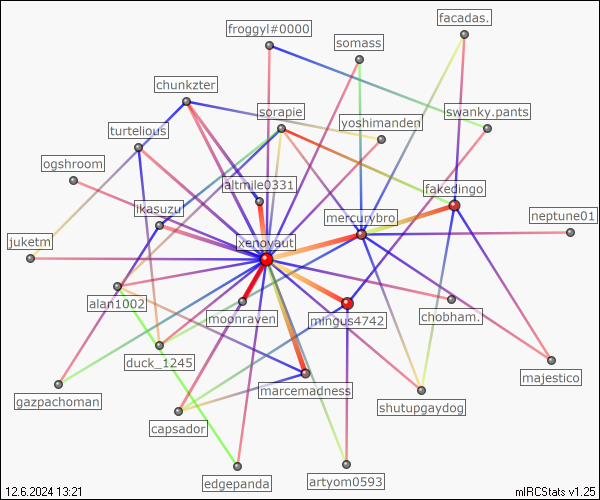 facadas.
froggyl#0000
somass
chunkzter
sorapie
swanky.pants
yoshimanden
turtelious
ogshroom
altmile0331
fakedingo
ikasuzu
mercurybro
neptune01
juketm
xenovaut
alan1002
moonraven
mingus4742
chobham.
duck_1245
majestico
marcemadness
gazpachoman
shutupgaydog
capsador
edgepanda
artyom0593
12.6.2024 13:21
mIRCStats v1.25